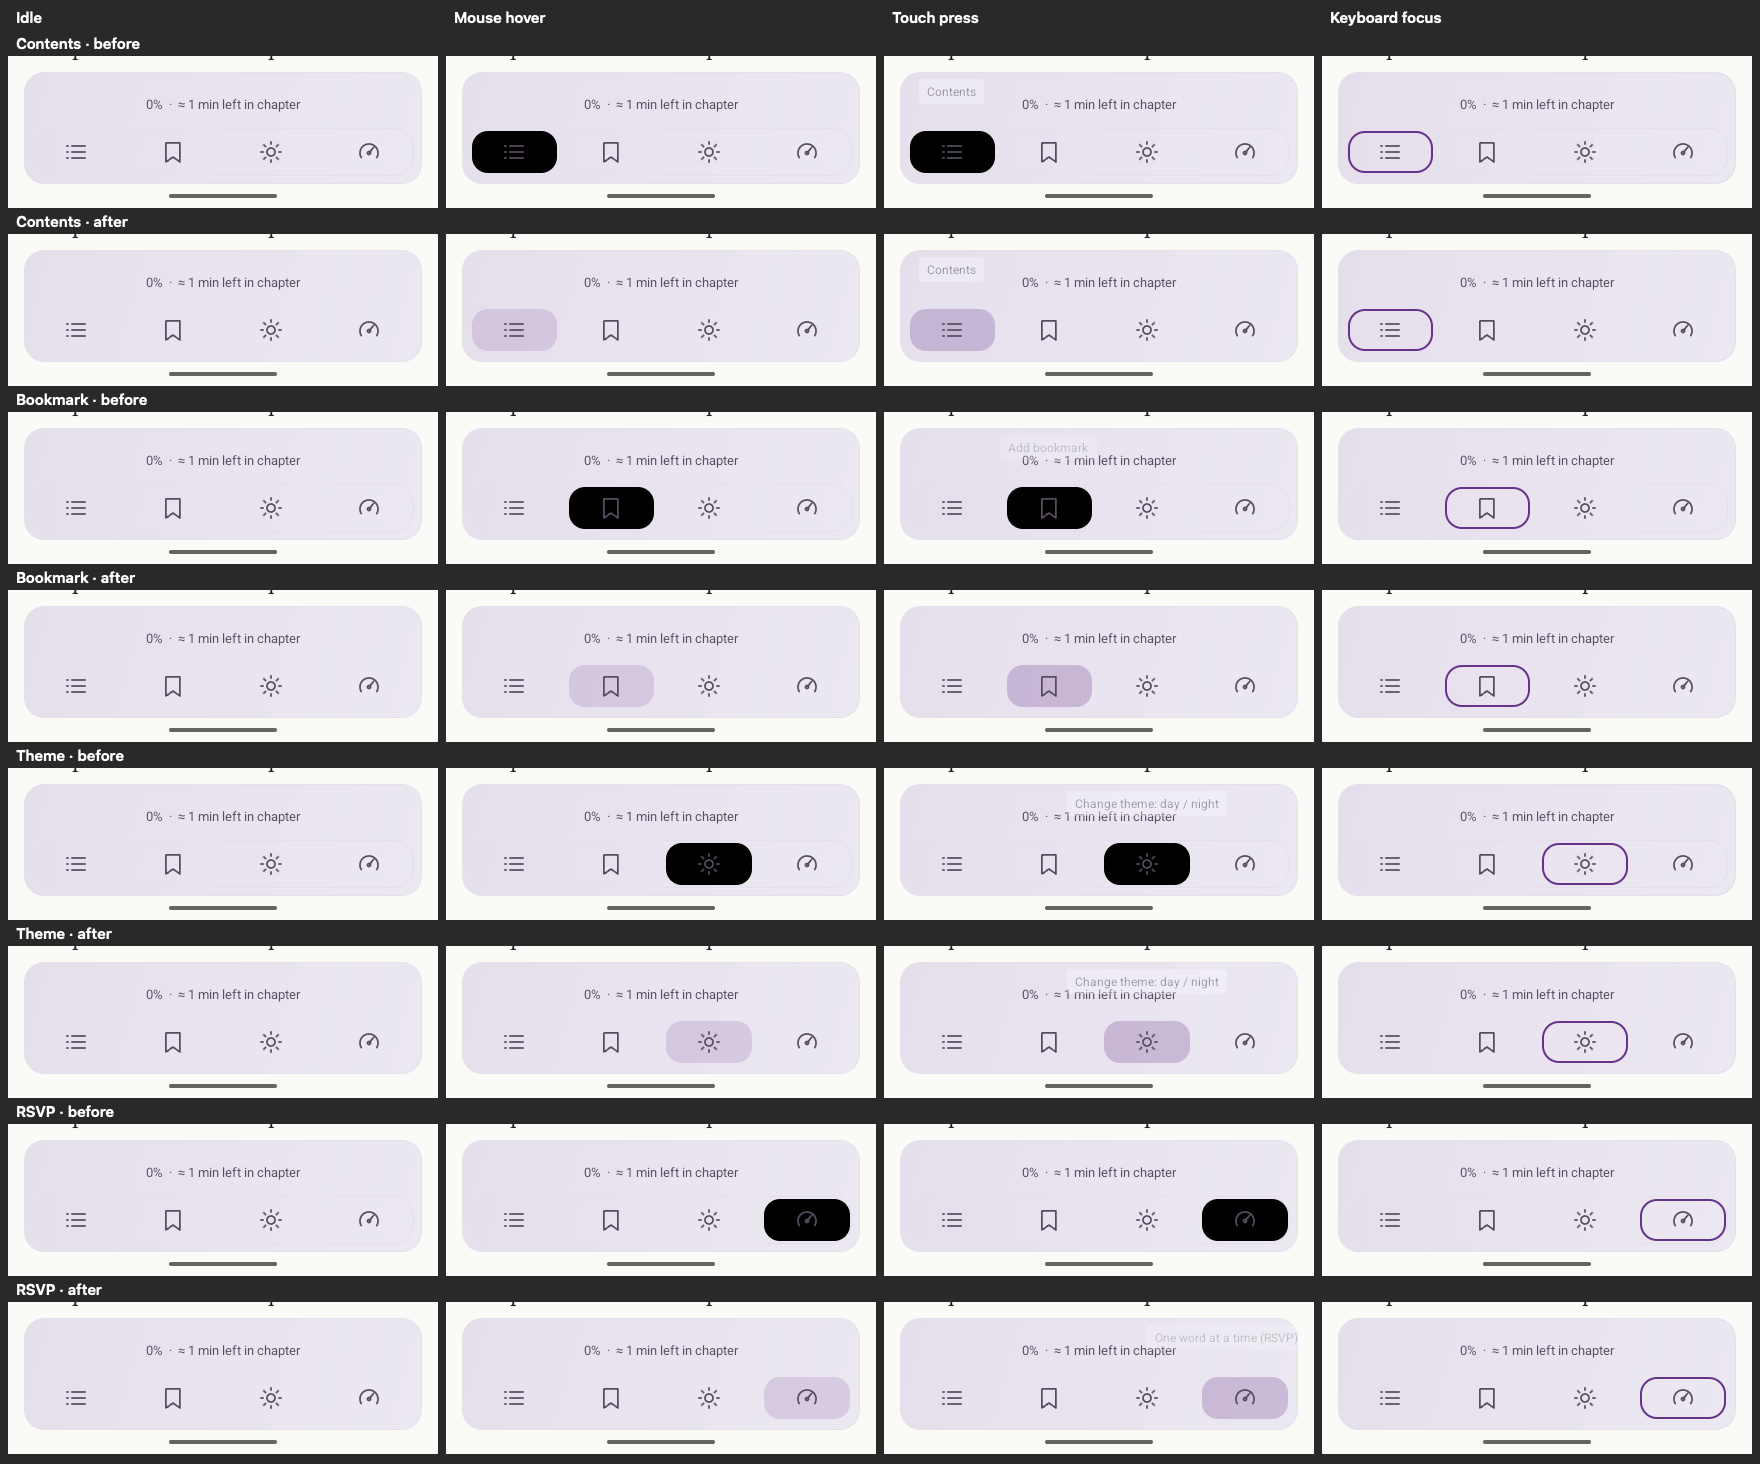 Idle Mouse hover Touch press Keyboard focus
Contents · before
0% · ≈ 1 min left in chapter 0% · ≈ 1 min left in chapter Contents 0% · ≈ 1 min left in chapter 0% · ≈ 1 min left in chapter
Contents · after
0% · ≈ 1 min left in chapter 0% · ≈ 1 min left in chapter Contents 0% · ≈ 1 min left in chapter 0% · ≈ 1 min left in chapter
Bookmark · before
Add bookmark
0% · ≈ 1 min left in chapter 0% · ≈ 1 min left in chapter 0% · ≈ 1 min left in chapter 0% · ≈ 1 min left in chapter
Bookmark · after
0% · ≈ 1 min left in chapter 0% · ≈ 1 min left in chapter 0% · ≈ 1 min left in chapter 0% · ≈ 1 min left in chapter
Theme · before
Change theme: day / night
0% · ≈ 1 min left in chapter 0% · ≈ 1 min left in chapter 0% · ≈ 1 min left in chapter 0% · ≈ 1 min left in chapter
Theme · after
Change theme: day / night
0% · ≈ 1 min left in chapter 0% · ≈ 1 min left in chapter 0% · ≈ 1 min left in chapter 0% · ≈ 1 min left in chapter
RSVP · before
0% · ≈ 1 min left in chapter 0% · ≈ 1 min left in chapter 0% · ≈ 1 min left in chapter 0% · ≈ 1 min left in chapter
RSVP · after
One word at a time (RSVP)
0% · ≈ 1 min left in chapter 0% · ≈ 1 min left in chapter 0% · ≈ 1 min left in chapter 0% · ≈ 1 min left in chapter